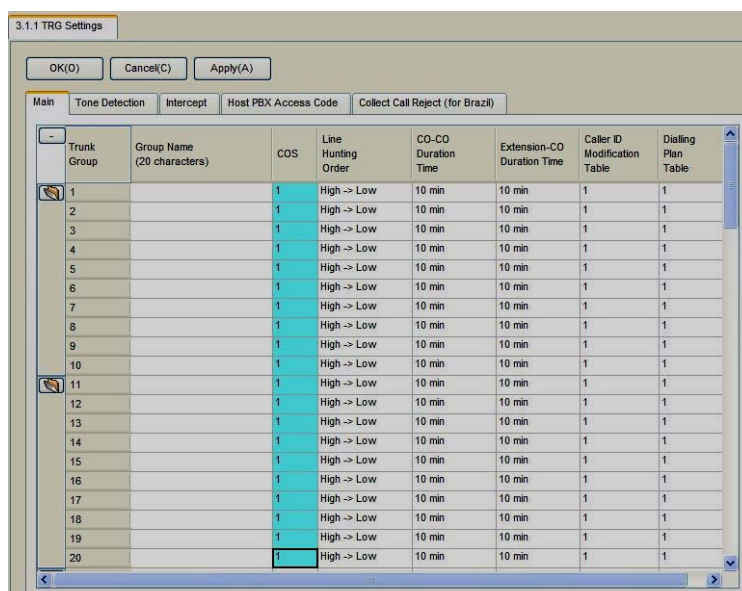 3.1.1 TRG Settings
OK(O) Cancel(C) Apply(A)
Main Tone Detection Intercept Host PBX Access Code Collect Call Reject (for Brazil)
- Trunk Group Group Name (20 characters) COS Line Hunting Order CO-CO Duration Time Extension-CO Duration Time Caller ID Modification Table Dialling Plan Table
1 1 High -> Low 10 min 10 min 1 1
2 1 High -> Low 10 min 10 min 1 1
3 1 High -> Low 10 min 10 min 1 1
4 1 High -> Low 10 min 10 min 1 1
5 1 High -> Low 10 min 10 min 1 1
6 1 High -> Low 10 min 10 min 1 1
7 1 High -> Low 10 min 10 min 1 1
8 1 High -> Low 10 min 10 min 1 1
9 1 High -> Low 10 min 10 min 1 1
10 1 High -> Low 10 min 10 min 1 1
11 1 High -> Low 10 min 10 min 1 1
12 1 High -> Low 10 min 10 min 1 1
13 1 High -> Low 10 min 10 min 1 1
14 1 High -> Low 10 min 10 min 1 1
15 1 High -> Low 10 min 10 min 1 1
16 1 High -> Low 10 min 10 min 1 1
17 1 High -> Low 10 min 10 min 1 1
18 1 High -> Low 10 min 10 min 1 1
19 1 High -> Low 10 min 10 min 1 1
20 1 High -> Low 10 min 10 min 1 1